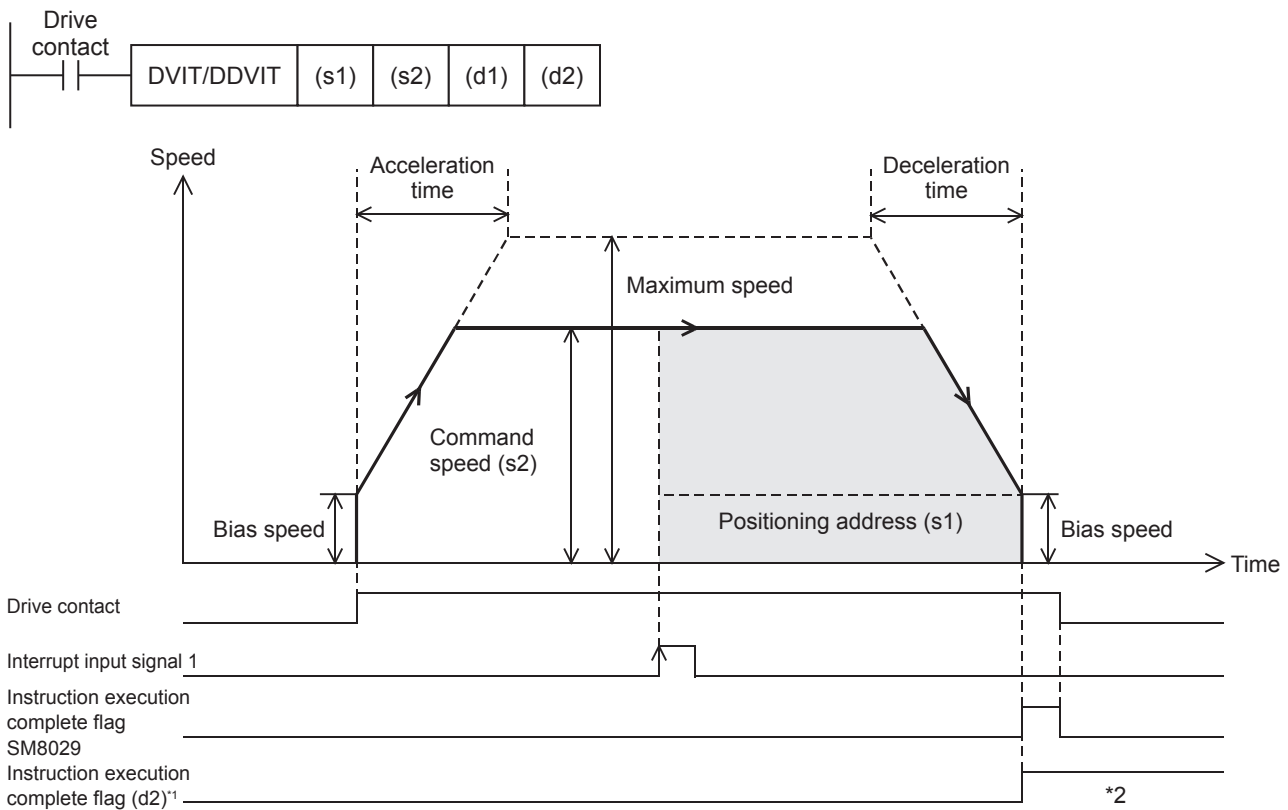 Drive
contact
DVIT/DDVIT (s1) (s2) (d1) (d2)
Speed
Acceleration
time
Deceleration
time
Maximum speed
Command
speed (s2)
Bias speed
Positioning address (s1)
Bias speed
Time
Drive contact
Interrupt input signal 1
Instruction execution
complete flag
SM8029
Instruction execution
complete flag (d2)*1
*2